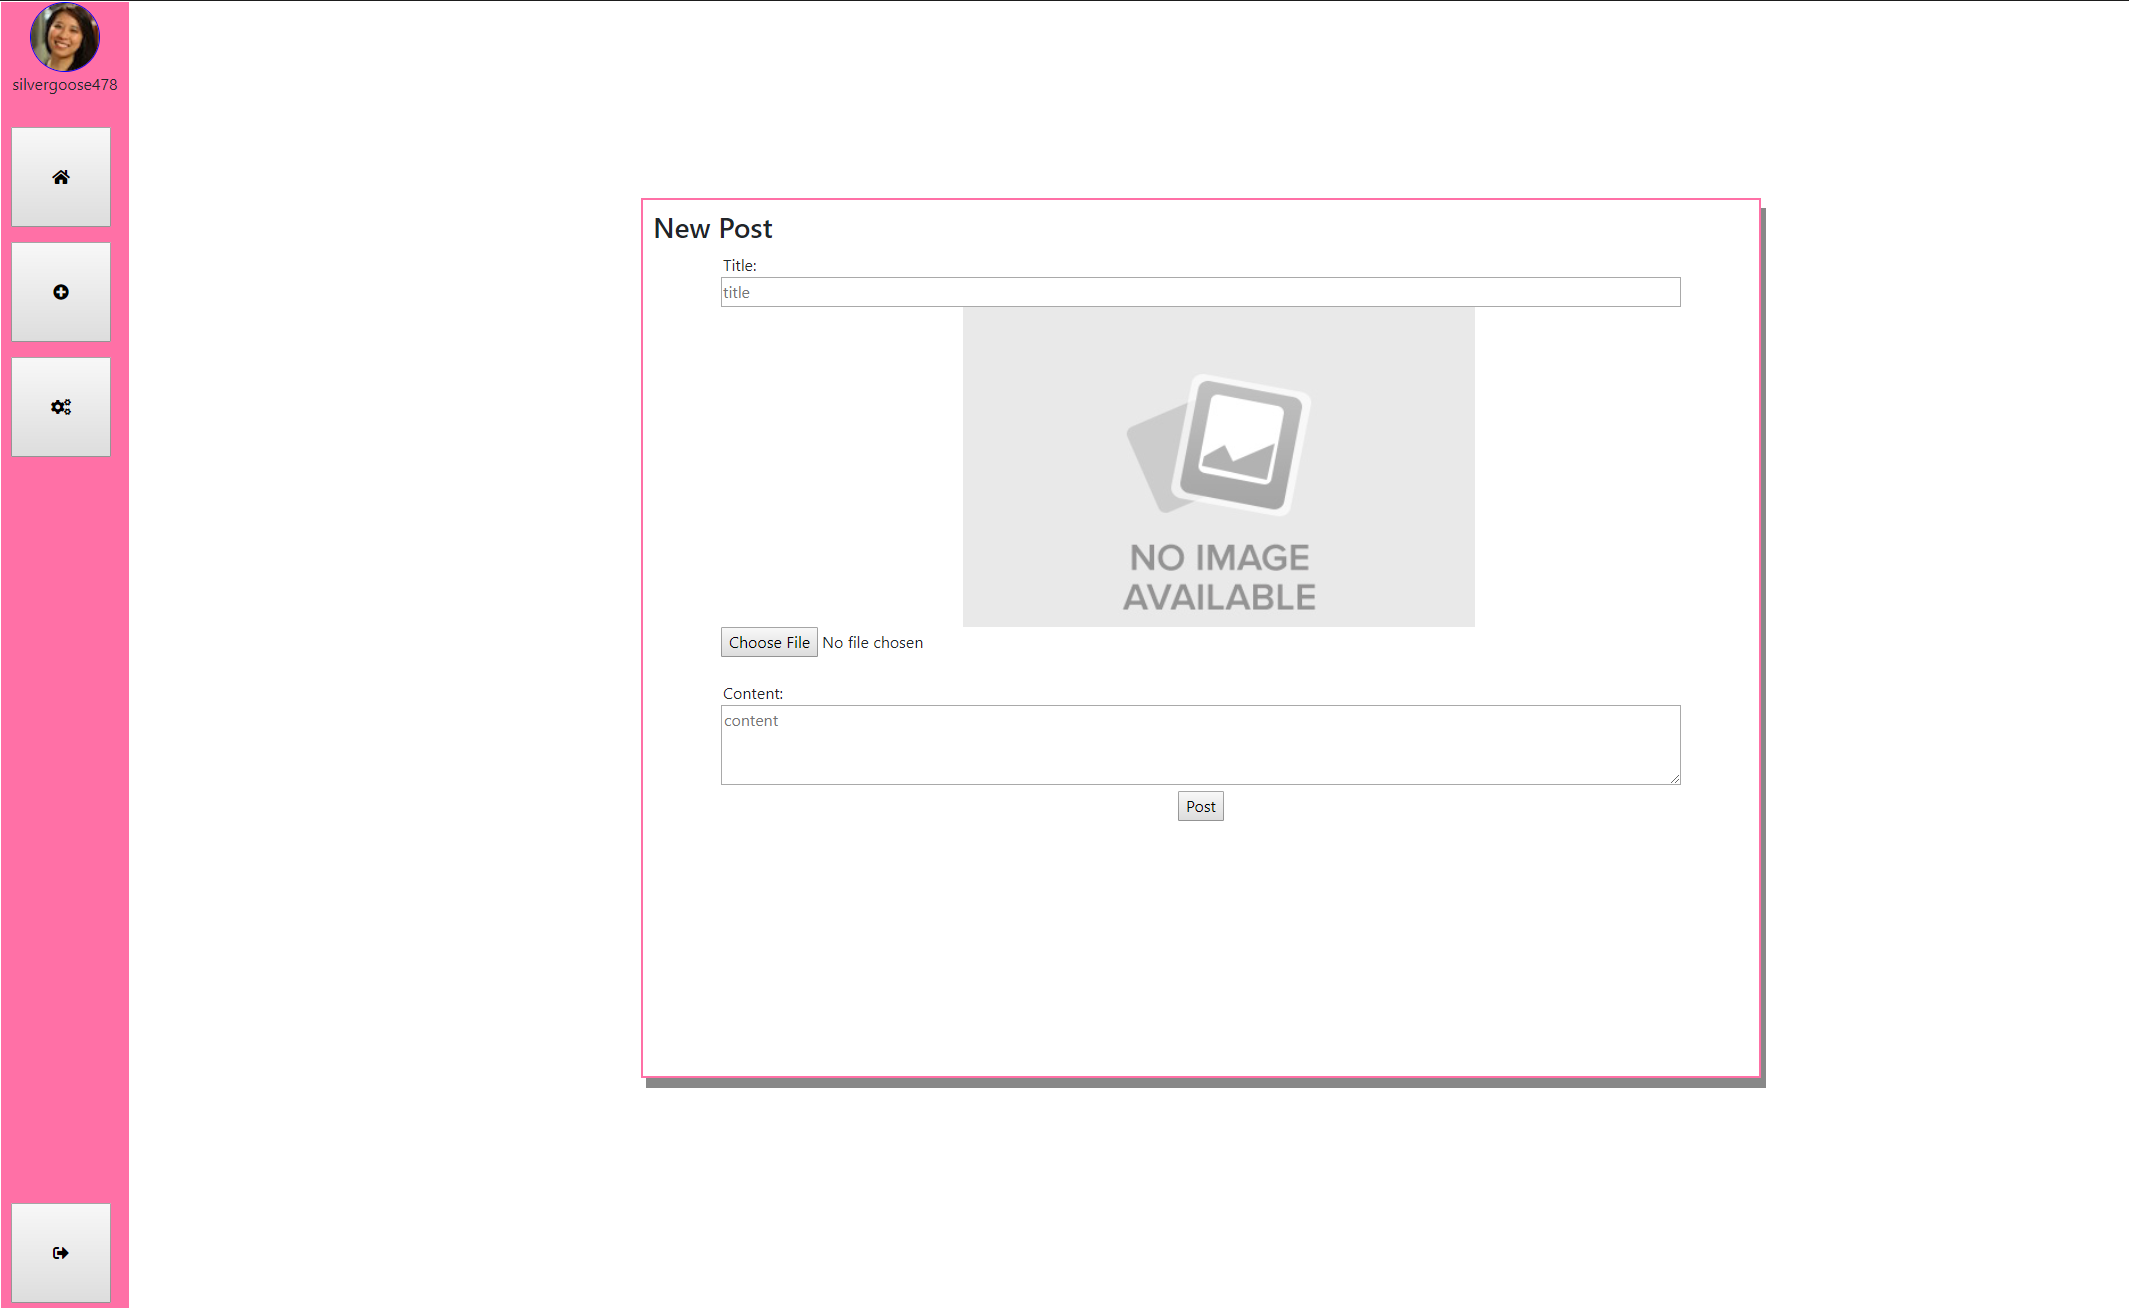 silvergoose478
New Post
Title:
title
NO IMAGE
AVAILABLE
Choose File No file chosen
Content:
content
Post